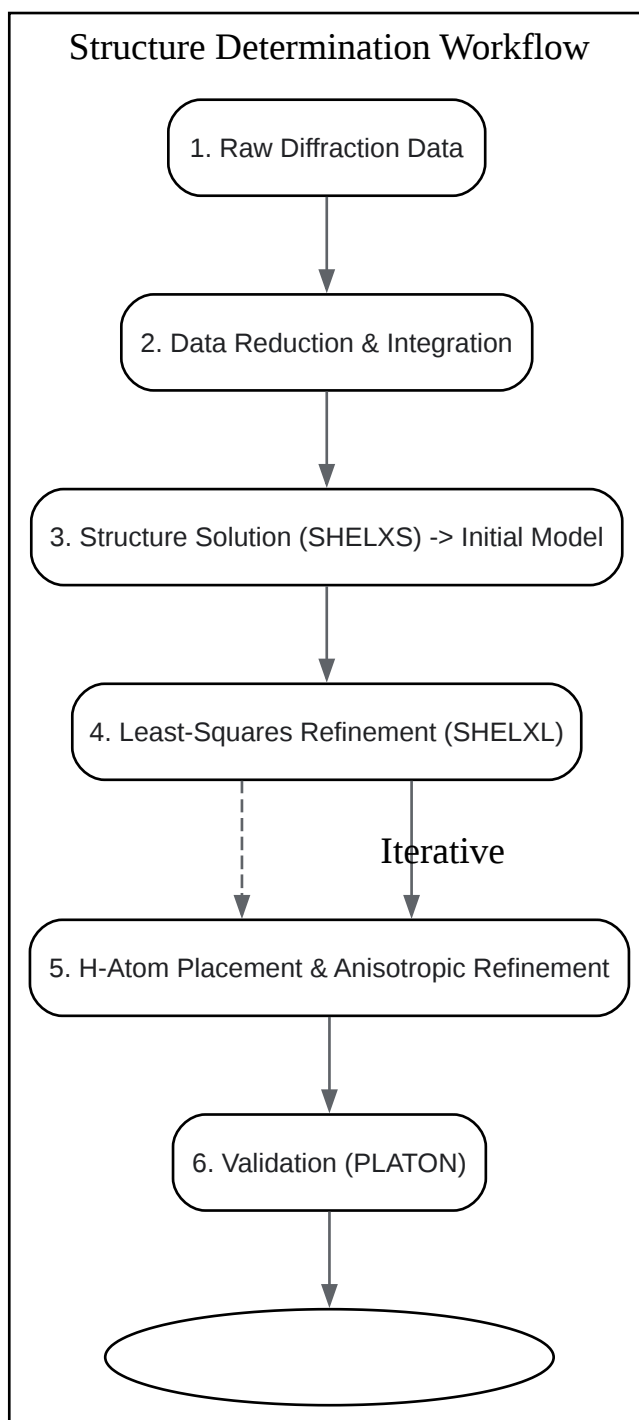 Structure Determination Workflow
1. Raw Diffraction Data
2. Data Reduction & Integration
3. Structure Solution (SHELXS) -> Initial Model
4. Least-Squares Refinement (SHELXL)
Iterative
5. H-Atom Placement & Anisotropic Refinement
6. Validation (PLATON)